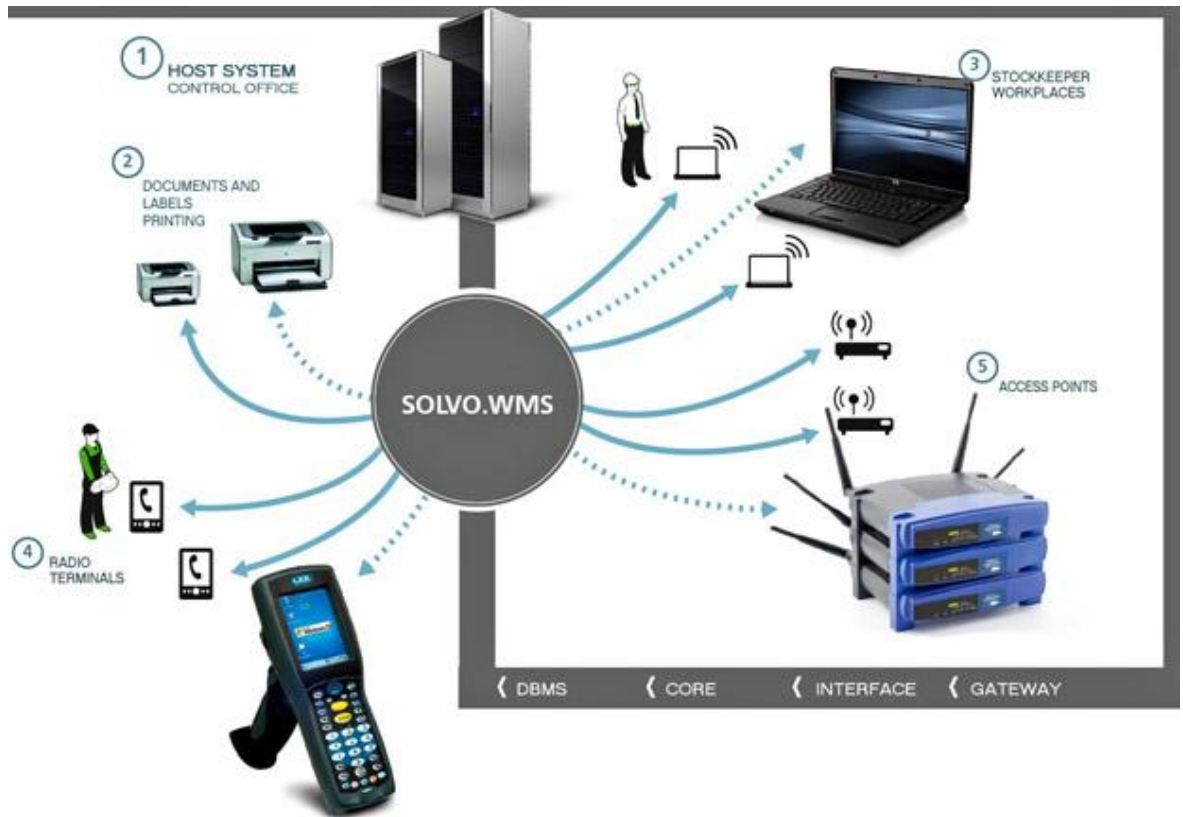 1
HOST SYSTEM
CONTROL OFFICE
2
DOCUMENTS AND
LABELS
PRINTING
3
STOCKKEEPER
WORKPLACES
SOLVO.WMS
5
ACCESS POINTS
4
RADIO
TERMINALS
LXE
DBMS
CORE
INTERFACE
GATEWAY